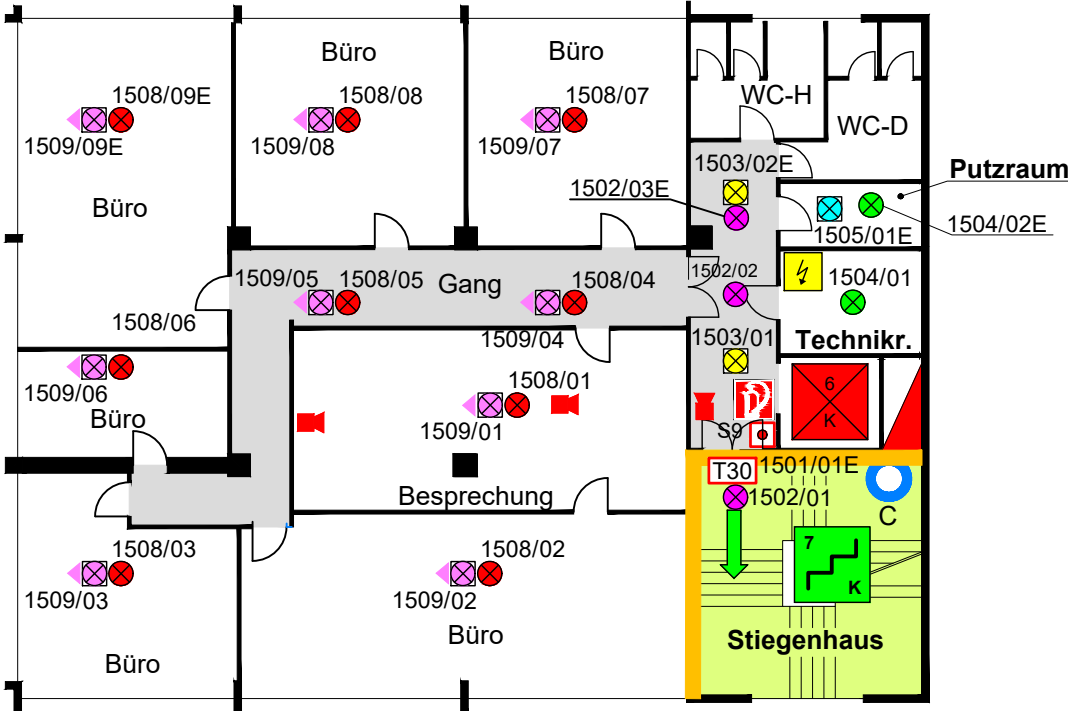 Büro
Büro
1508/09E
1508/08
1508/07
WC-H
WC-D
1509/09E
1509/08
1509/07
1503/02E
Putzraum
1502/03E
Büro
1505/01E
1504/02E
1502/02
1509/05
1508/05
Gang
1508/04
1504/01
1508/06
1509/04
1503/01
Technikr.
1509/06
1508/01
6
K
Büro
1509/01
S9
T30
1501/01E
Besprechung
1502/01
C
7
K
1508/03
1508/02
1509/03
1509/02
Büro
Stiegenhaus
Büro